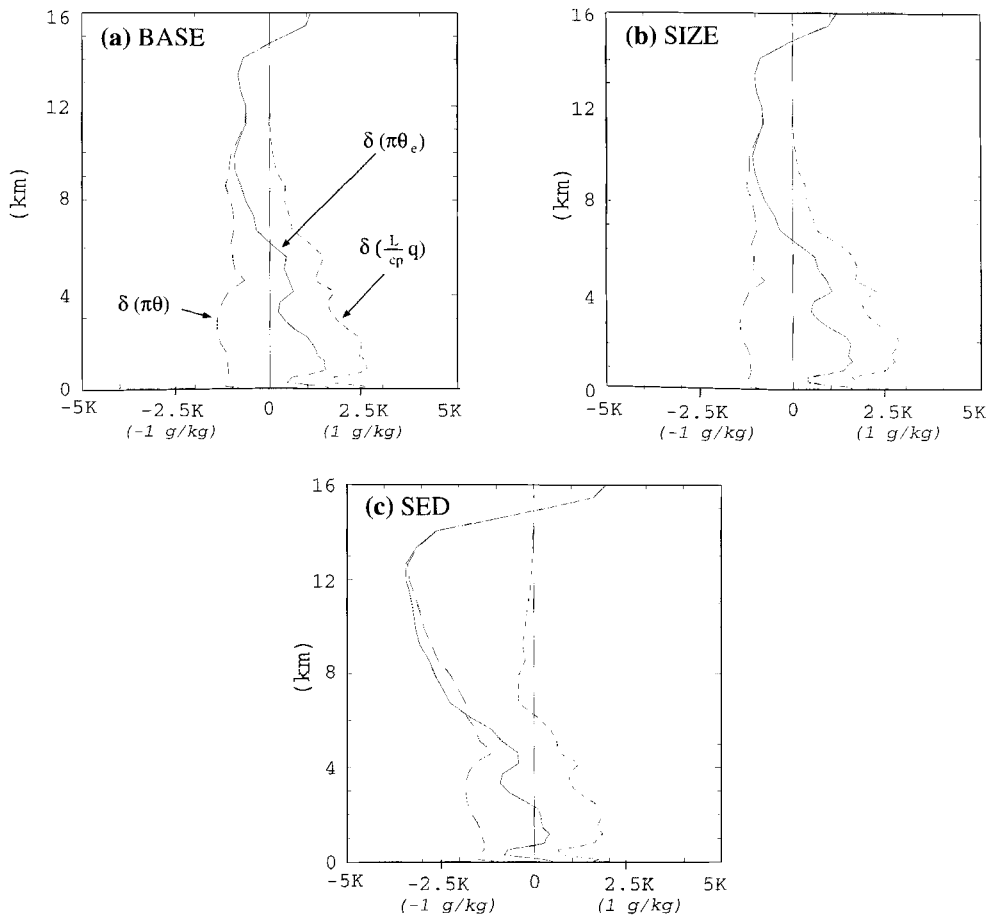 (a) BASE
16
12
8
4
0
(km)
δ (πθ_e)
δ (L/cp q)
δ (πθ)
-5K -2.5K 0 2.5K 5K
(-1 g/kg) (1 g/kg)
(b) SIZE
16
12
8
4
0
(km)
-5K -2.5K 0 2.5K 5K
(-1 g/kg) (1 g/kg)
(c) SED
16
12
8
4
0
(km)
-5K -2.5K 0 2.5K 5K
(-1 g/kg) (1 g/kg)